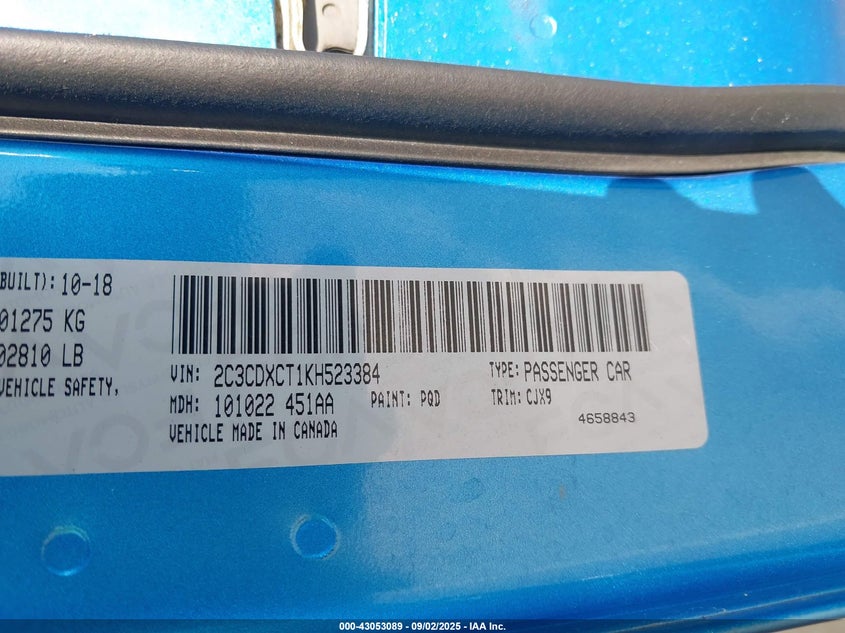 BUILT): 10-18
01275 KG
02810 LB
VEHICLE SAFETY,
VIN: 2C3CDXCT1KH523384 TYPE: PASSENGER CAR
MDH: 101022 451AA PAINT: PQD TRIM: CJX9
VEHICLE MADE IN CANADA 4658843
000-43053089 - 09/02/2025 - IAA Inc.